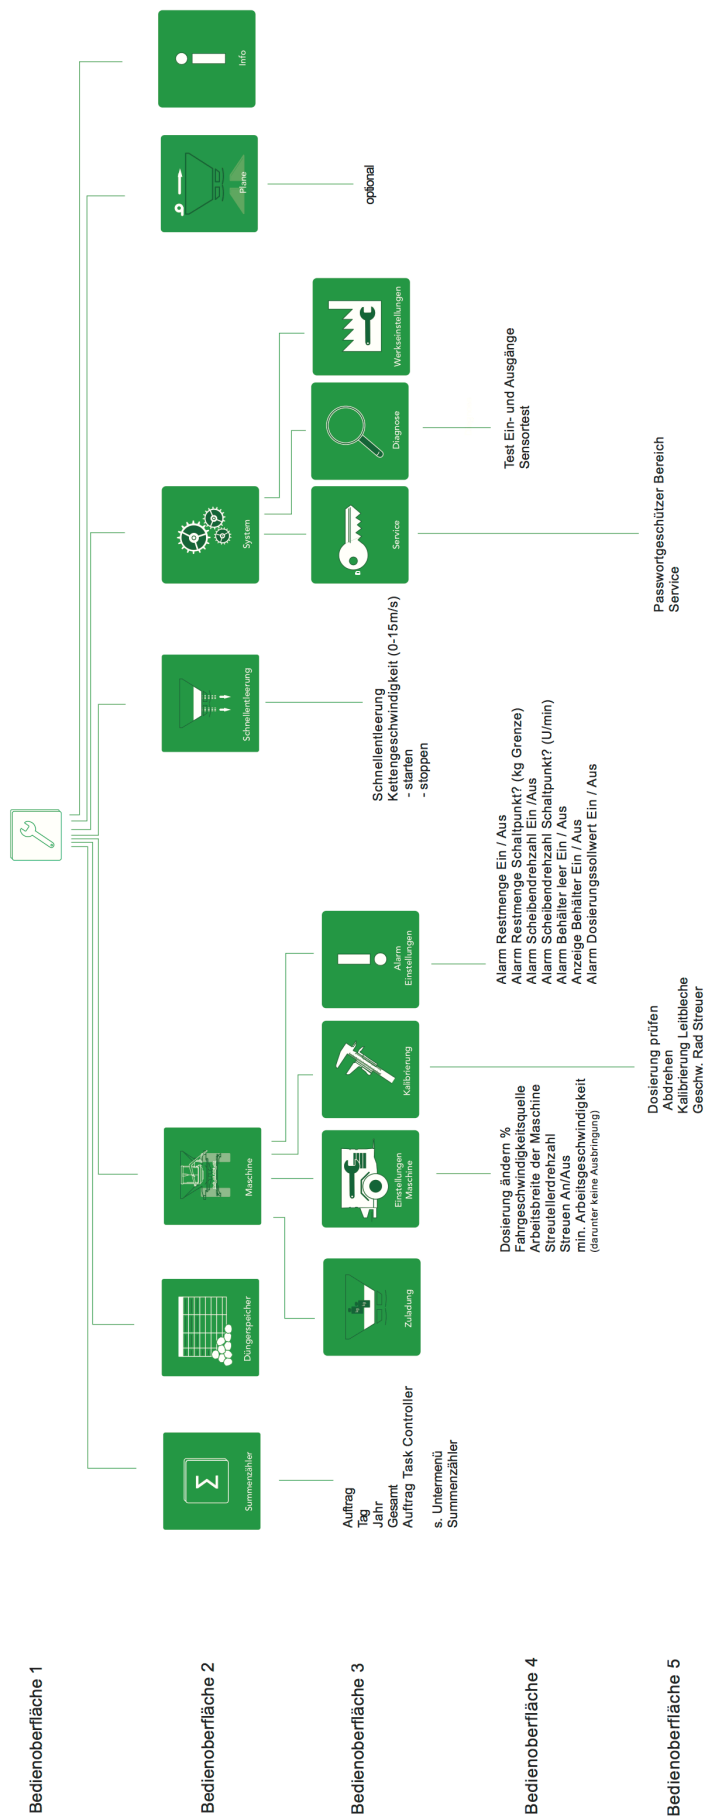 Bedienoberfläche 1
Bedienoberfläche 2
Summenzähler
Düngerspeicher
Maschine
Schnellentleerung
System
Plane
Info
Bedienoberfläche 3
Auftrag
Tag
Jahr
Gesamt
Auftrag Task Controller
s. Untermenü
Summenzähler
Zuladung
Einstellungen
Maschine
Kalibrierung
Alarm
Einstellungen
Schnellentleerung
Kettengeschwindigkeit (0-15m/s)
- starten
- stoppen
Service
Diagnose
Werkseinstellungen
optional
Bedienoberfläche 4
Dosierung ändern %
Fahrgeschwindigkeitsquelle
Arbeitsbreite der Maschine
Streutellerdrehzahl
Streuen An/Aus
min. Arbeitsgeschwindigkeit
(darunter keine Ausbringung)
Alarm Restmenge Ein / Aus
Alarm Restmenge Schaltpunkt? (kg Grenze)
Alarm Scheibendrehzahl Ein /Aus
Alarm Scheibendrehzahl Schaltpunkt? (U/min)
Alarm Behälter leer Ein / Aus
Anzeige Behälter Ein / Aus
Alarm Dosierungssollwert Ein / Aus
Test Ein- und Ausgänge
Sensortest
Bedienoberfläche 5
Dosierung prüfen
Abdrehen
Kalibrierung Leitbleche
Geschw. Rad Streuer
Passwortgeschützer Bereich
Service